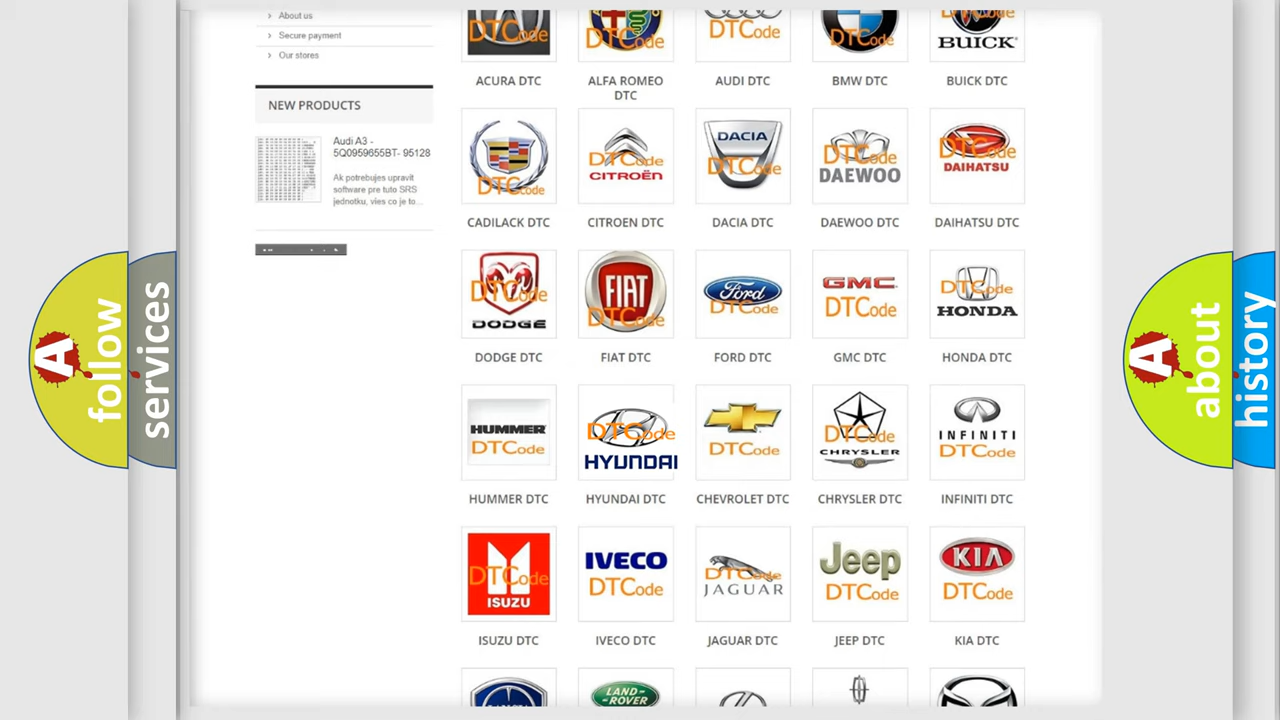 About us
Secure payment
Our stores
NEW PRODUCTS
Audi A3 -
5Q0959655BT- 95128
Ak potrebujes upravit
software pre tuto SRS
jednotku, vies co je to...
DTCode DTCode DTCode DTCode BUICK
ACURA DTC ALFA ROMEO DTC AUDI DTC BMW DTC BUICK DTC
DTCode
DTCode CITROËN
DACIA DTCode
DTCode DAEWOO
DTCode DAIHATSU
CADILACK DTC CITROEN DTC DACIA DTC DAEWOO DTC DAIHATSU DTC
DTCode DODGE
FIAT DTCode
Ford DTCode
GMC DTCode
DTCode HONDA
DODGE DTC FIAT DTC FORD DTC GMC DTC HONDA DTC
HUMMER DTCode
DTCode HYUNDAI
DTCode
DTCode CHRYSLER
INFINITI DTCode
HUMMER DTC HYUNDAI DTC CHEVROLET DTC CHRYSLER DTC INFINITI DTC
DTCode ISUZU
IVECO DTCode
DTCode JAGUAR
Jeep DTCode
KIA DTCode
ISUZU DTC IVECO DTC JAGUAR DTC JEEP DTC KIA DTC
LAND-
ROVER
A follow
services
A about
history